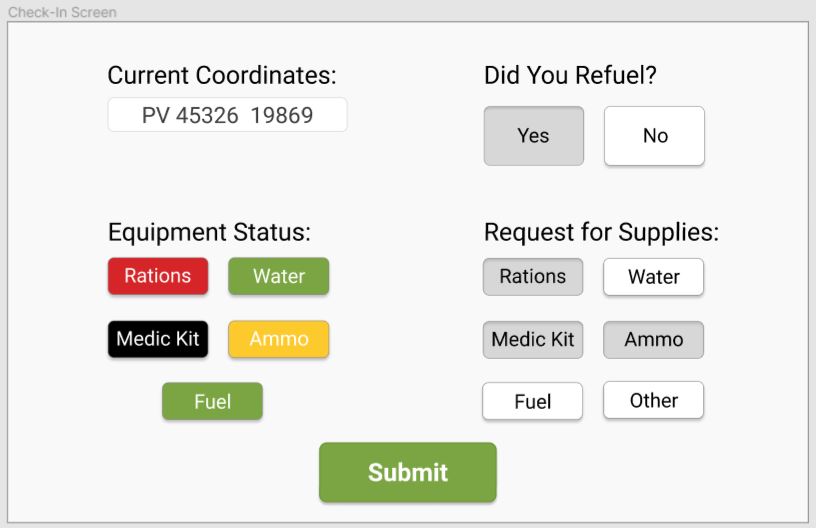 Check-In Screen
Current Coordinates:
PV 45326  19869
Did You Refuel?
Yes
No
Equipment Status:
Rations
Water
Medic Kit
Ammo
Fuel
Request for Supplies:
Rations
Water
Medic Kit
Ammo
Fuel
Other
Submit